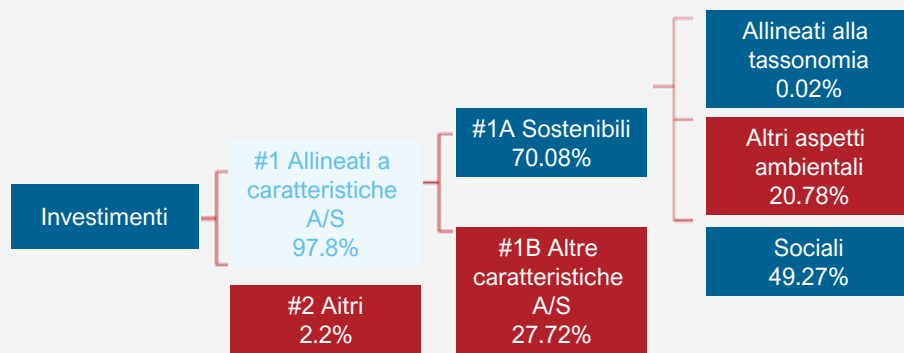 Investimenti
#1 Allineati a
caratteristiche
A/S
97.8%
#2 Aitri
2.2%
#1A Sostenibili
70.08%
#1B Altre
caratteristiche
A/S
27.72%
Allineati alla
tassonomia
0.02%
Altri aspetti
ambientali
20.78%
Sociali
49.27%